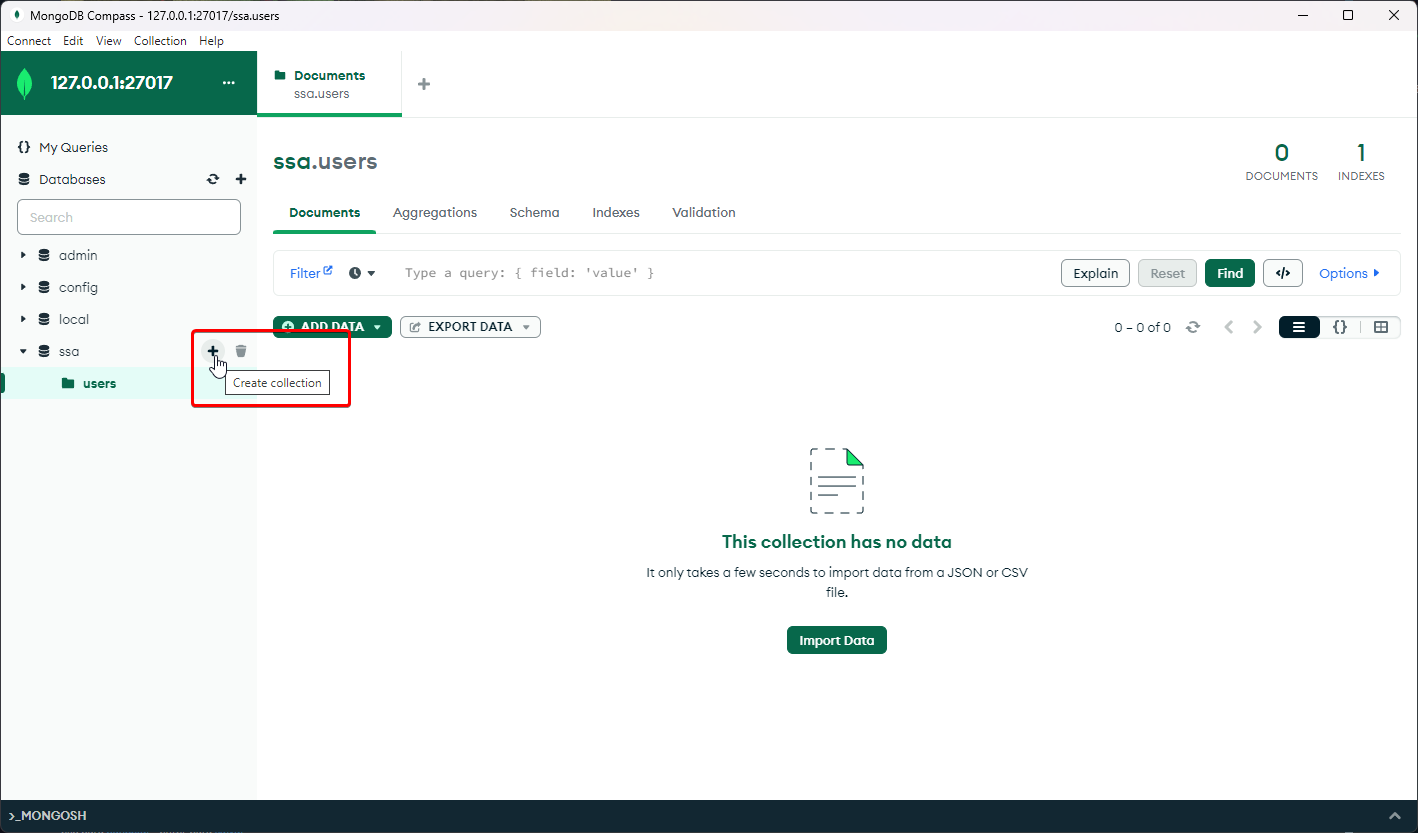 MongoDB Compass - 127.0.0.1:27017/ssa.users
Connect Edit View Collection Help
127.0.0.1:27017 ...
Documents
ssa.users
{} My Queries
Databases
Search
admin
config
local
ssa
users
Create collection
ssa.users
0
DOCUMENTS
1
INDEXES
Documents Aggregations Schema Indexes Validation
Filter Type a query: { field: 'value' } Explain Reset Find </> Options
ADD DATA EXPORT DATA 0 – 0 of 0 {}
This collection has no data
It only takes a few seconds to import data from a JSON or CSV
file.
Import Data
>_MONGOSH